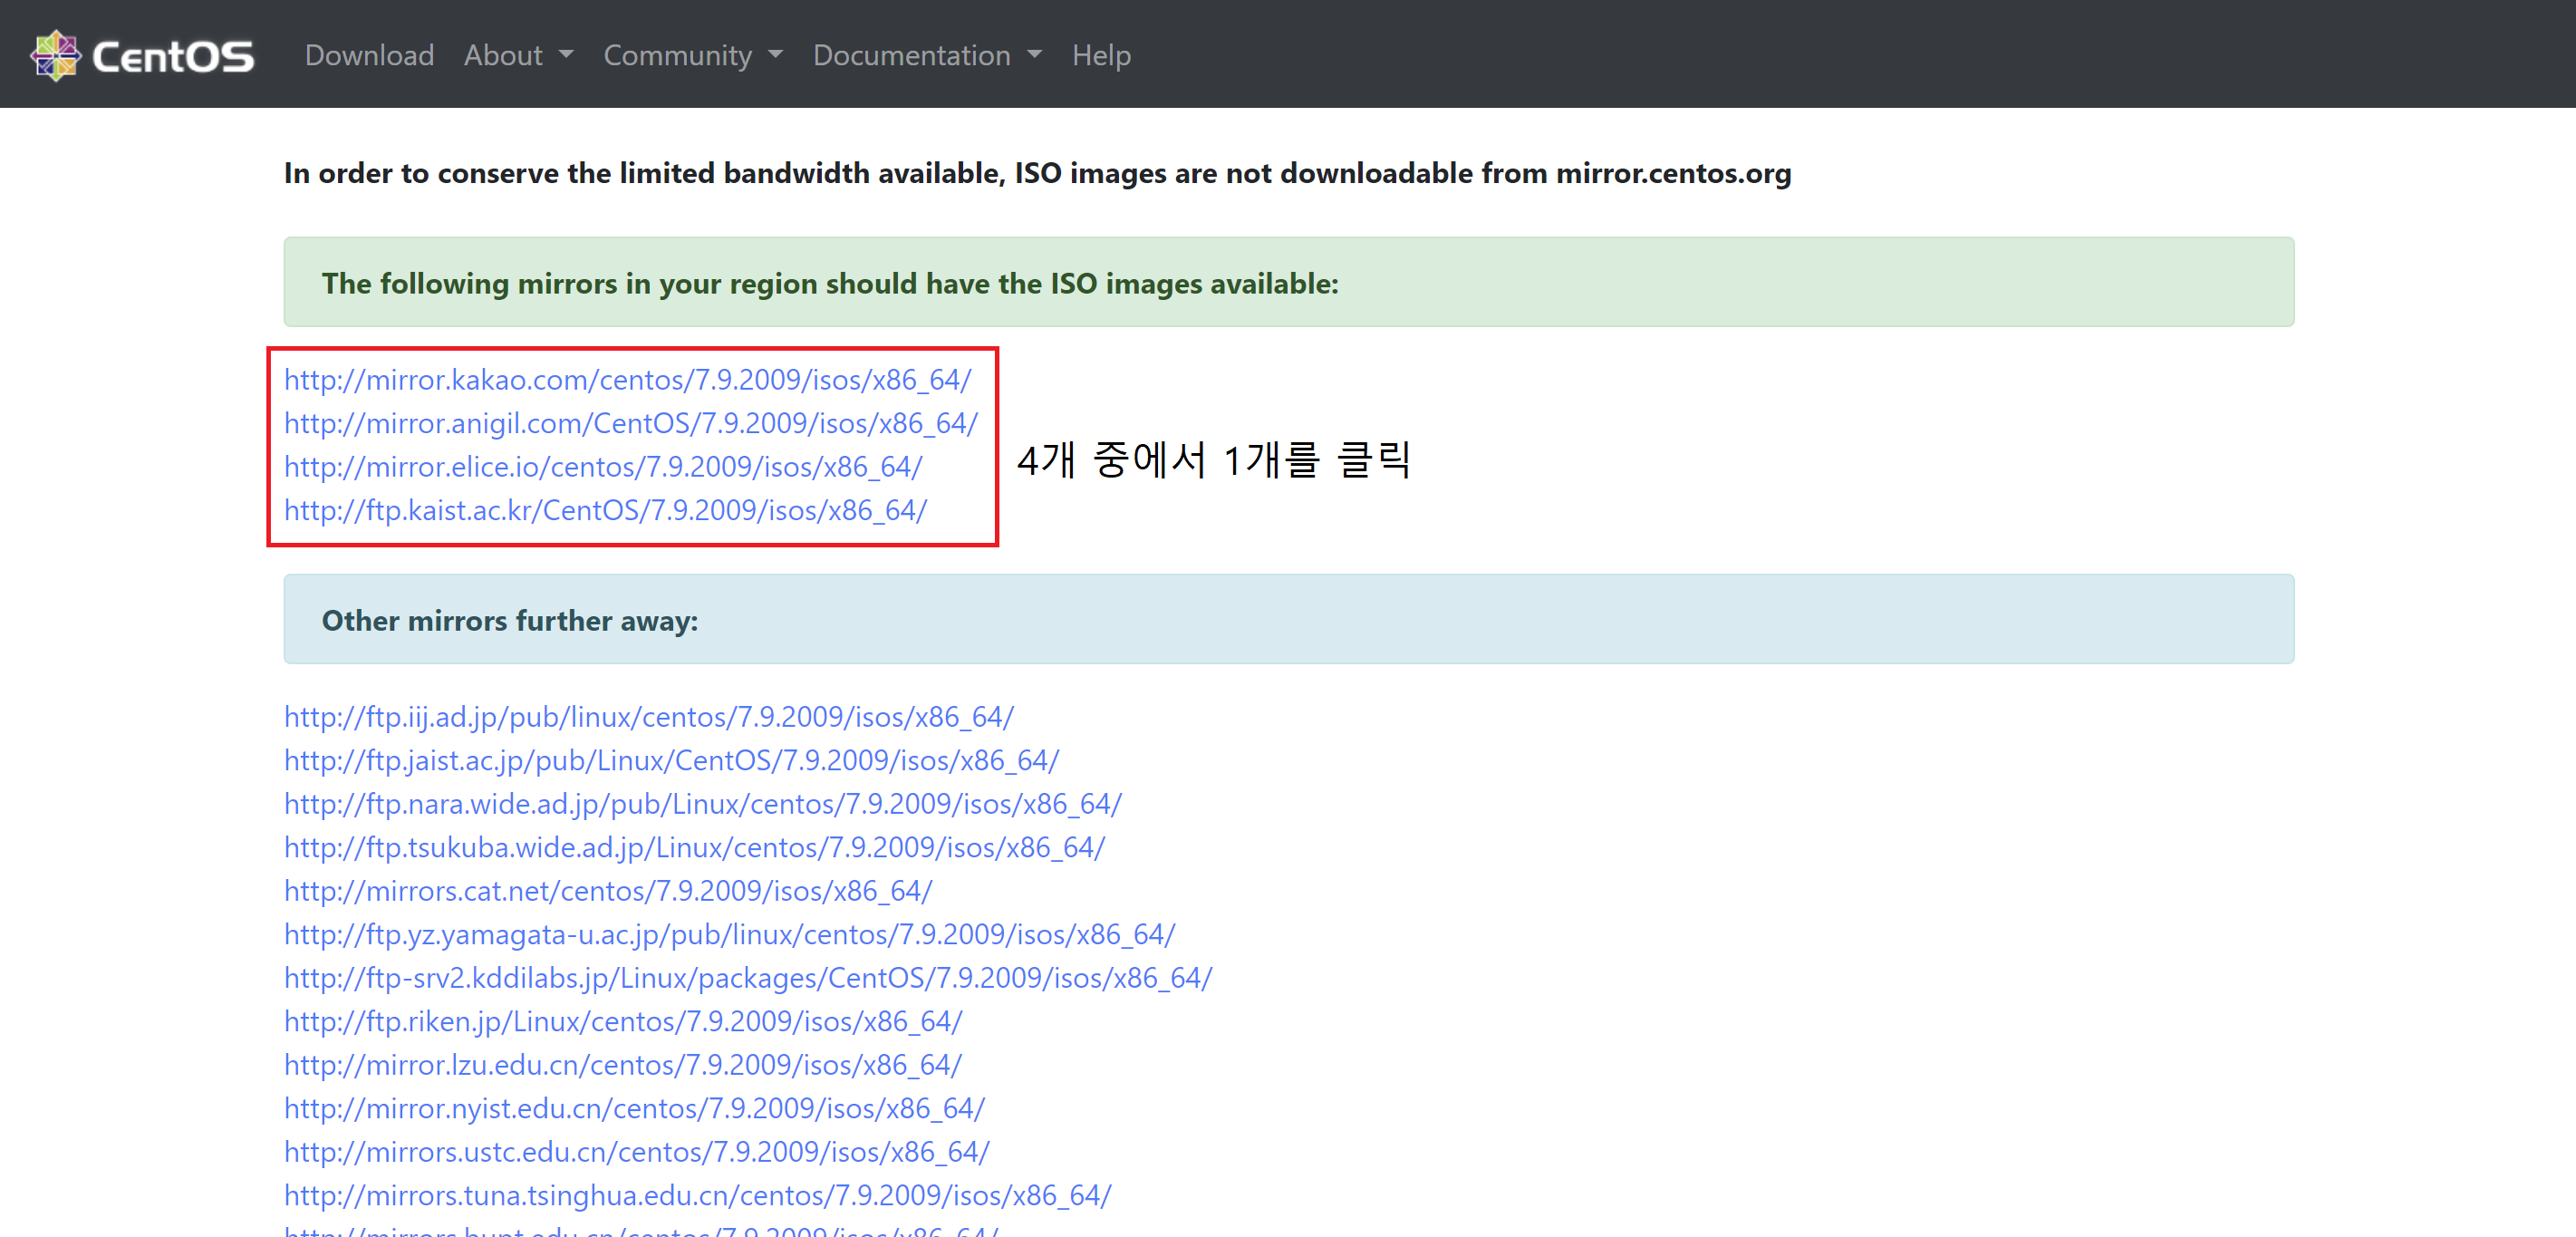 CentOS Download About Community Documentation Help
In order to conserve the limited bandwidth available, ISO images are not downloadable from mirror.centos.org
The following mirrors in your region should have the ISO images available:
http://mirror.kakao.com/centos/7.9.2009/isos/x86_64/
http://mirror.anigil.com/CentOS/7.9.2009/isos/x86_64/
http://mirror.elice.io/centos/7.9.2009/isos/x86_64/
http://ftp.kaist.ac.kr/CentOS/7.9.2009/isos/x86_64/
4개 중에서 1개를 클릭
Other mirrors further away:
http://ftp.iij.ad.jp/pub/linux/centos/7.9.2009/isos/x86_64/
http://ftp.jaist.ac.jp/pub/Linux/CentOS/7.9.2009/isos/x86_64/
http://ftp.nara.wide.ad.jp/pub/Linux/centos/7.9.2009/isos/x86_64/
http://ftp.tsukuba.wide.ad.jp/Linux/centos/7.9.2009/isos/x86_64/
http://mirrors.cat.net/centos/7.9.2009/isos/x86_64/
http://ftp.yz.yamagata-u.ac.jp/pub/linux/centos/7.9.2009/isos/x86_64/
http://ftp-srv2.kddilabs.jp/Linux/packages/CentOS/7.9.2009/isos/x86_64/
http://ftp.riken.jp/Linux/centos/7.9.2009/isos/x86_64/
http://mirror.lzu.edu.cn/centos/7.9.2009/isos/x86_64/
http://mirror.nyist.edu.cn/centos/7.9.2009/isos/x86_64/
http://mirrors.ustc.edu.cn/centos/7.9.2009/isos/x86_64/
http://mirrors.tuna.tsinghua.edu.cn/centos/7.9.2009/isos/x86_64/